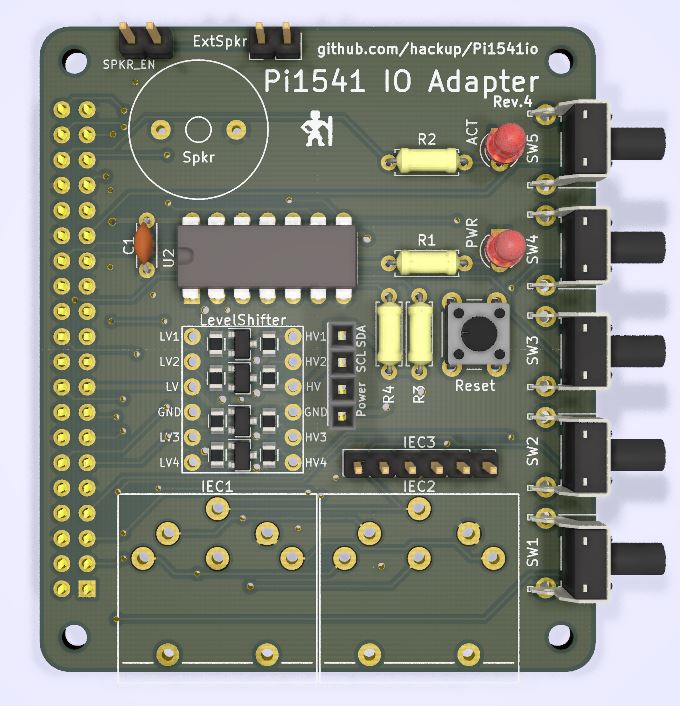 ExtSpkr
github.com/hackup/Pi1541io
SPKR_EN
Pi1541 IO Adapter
Rev.4
Spkr
R2
ACT
SW5
C1
U2
R1
PWR
SW4
LevelShifter
LV1
LV2
LV
GND
LV3
LV4
HV1
HV2
HV
GND
HV3
HV4
SDA
SCL
Power
R4
R3
Reset
SW3
IEC3
SW2
IEC1
IEC2
SW1